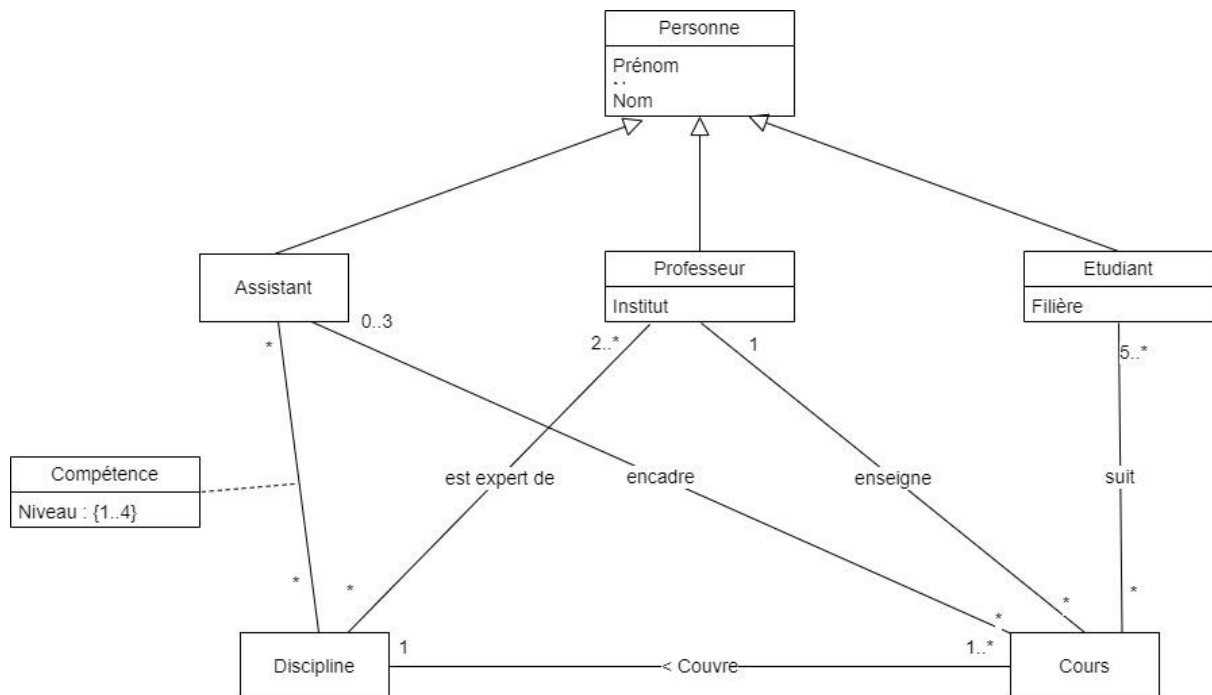 Personne
Prénom
Nom
Assistant
Professeur
Institut
Etudiant
Filière
0..3
*
2..*
1
5..*
Compétence
Niveau : {1..4}
est expert de
encadre
enseigne
suit
*
*
*
*
*
Discipline
1
< Couvre
1..*
Cours